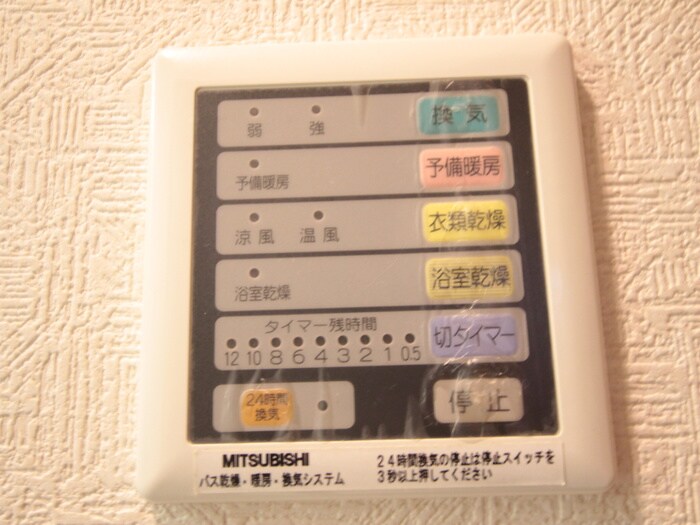 弱 強 換気
予備暖房 予備暖房
涼風 温風 衣類乾燥
浴室乾燥 浴室乾燥
タイマー残時間 切タイマー
12 10 8 6 4 3 2 1 0.5
24時間
換気 停止
MITSUBISHI
バス乾燥・暖房・換気システム
24時間換気の停止は停止スイッチを
3秒以上押してください